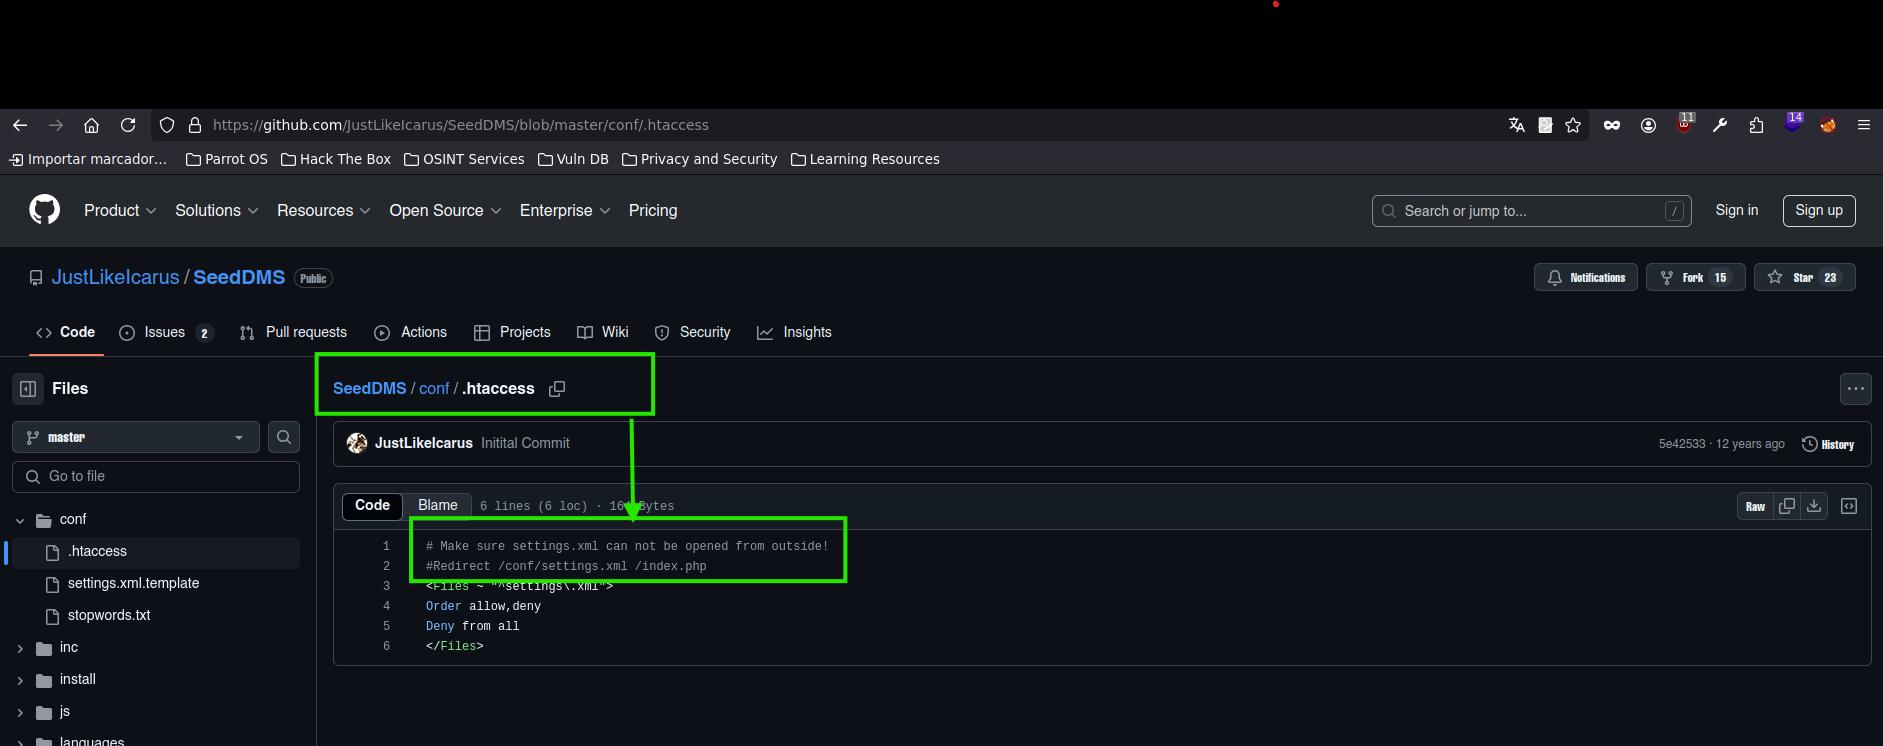 https://github.com/JustLikeIcarus/SeedDMS/blob/master/conf/.htaccess 11 14
Importar marcador... Parrot OS Hack The Box OSINT Services Vuln DB Privacy and Security Learning Resources
Product Solutions Resources Open Source Enterprise Pricing Search or jump to... / Sign in Sign up
JustLikeIcarus / SeedDMS Public Notifications Fork 15 Star 23
Code Issues 2 Pull requests Actions Projects Wiki Security Insights
Files SeedDMS / conf / .htaccess
master
JustLikeIcarus Initital Commit 5e42533 · 12 years ago History
Go to file
Code Blame 6 lines (6 loc) · Bytes Raw
conf
.htaccess
settings.xml.template
stopwords.txt
inc
install
js
languages
1 # Make sure settings.xml can not be opened from outside!
2 #Redirect /conf/settings.xml /index.php
3 <Files ~ "^settings\.xml">
4 Order allow,deny
5 Deny from all
6 </Files>